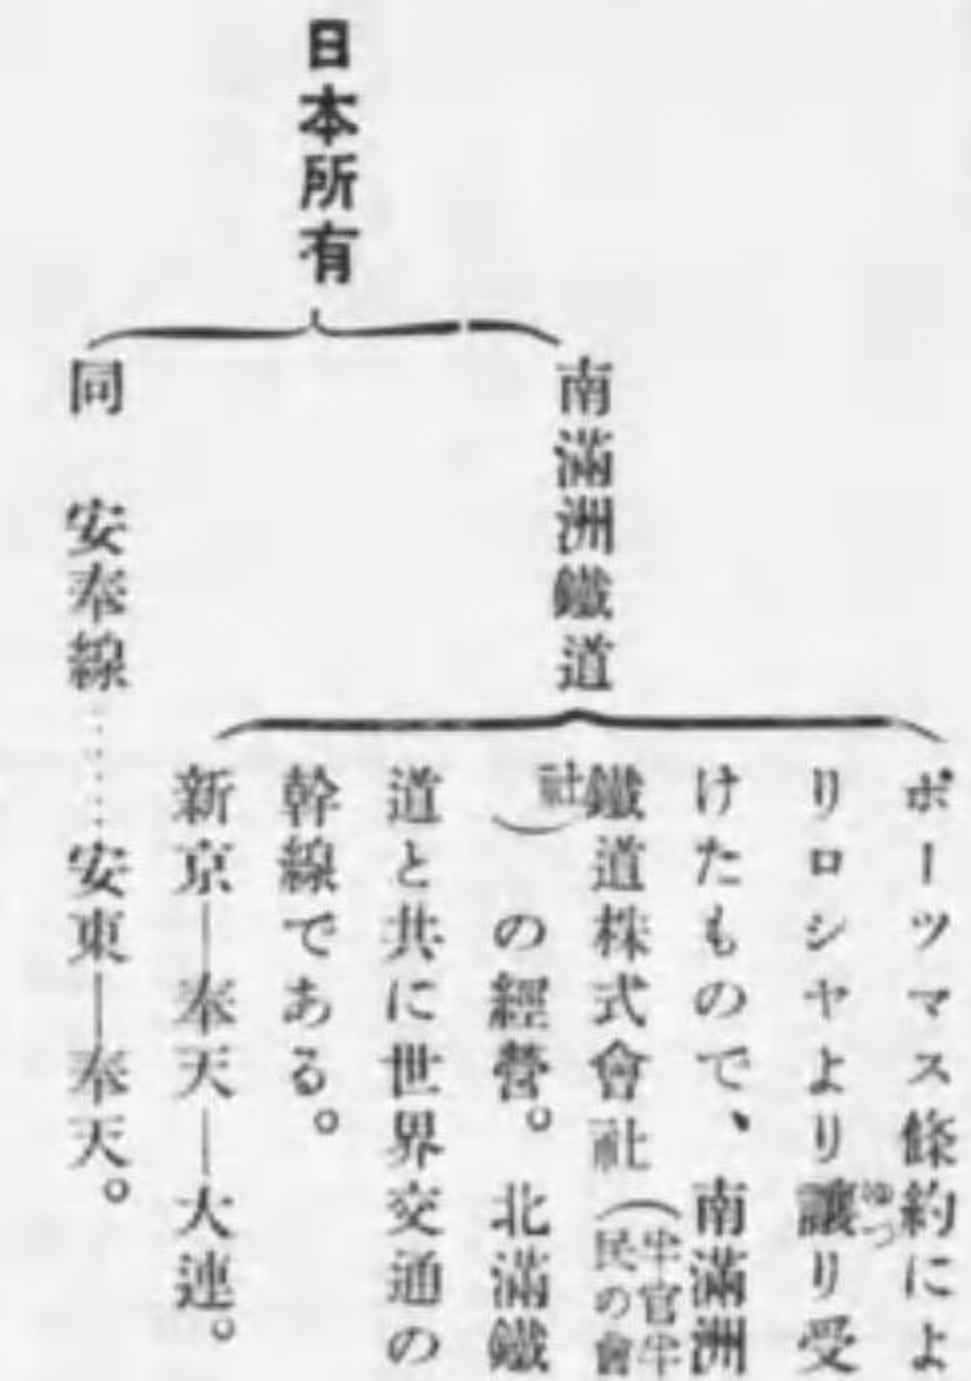 日本所有
南滿洲鐵道
ポーツマス條約によ
りロシヤより讓り受
ゆづ
けたもので、南滿洲
鐵道株式會社(半官半
民の會
社)の經營。北滿鐵
道と共に世界交通の
幹線である。
新京―奉天―大連。
同 安奉線……安東―奉天。